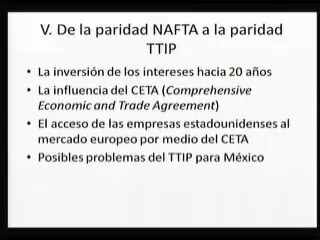 V. De la paridad NAFTA a la paridad
TTIP
• La inversión de los intereses hacia 20 años
• La influencia del CETA (Comprehensive
Economic and Trade Agreement)
• El acceso de las empresas estadounidenses al
mercado europeo por medio del CETA
• Posibles problemas del TTIP para México